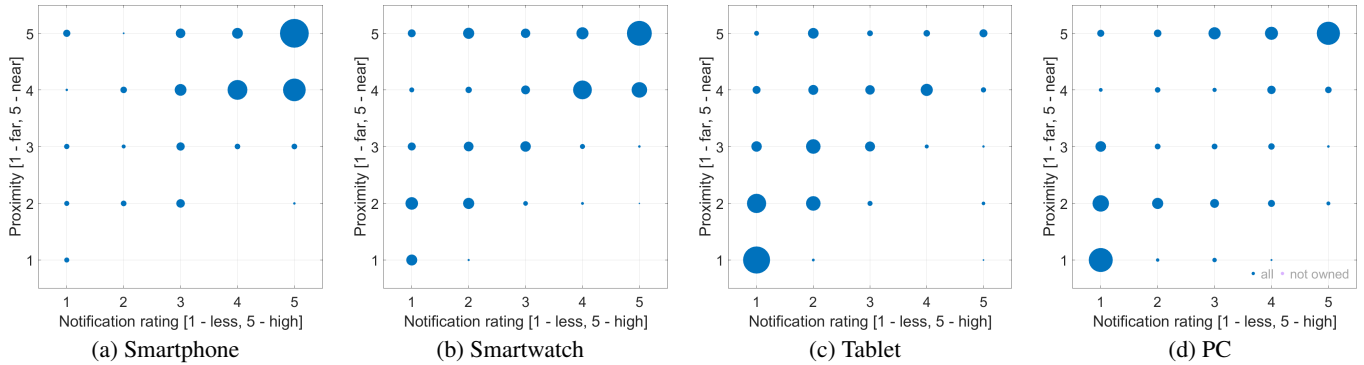 Proximity [1 - far, 5 - near]
5
4
3
2
1
1 2 3 4 5
Notification rating [1 - less, 5 - high]
(a) Smartphone
Proximity [1 - far, 5 - near]
5
4
3
2
1
1 2 3 4 5
Notification rating [1 - less, 5 - high]
(b) Smartwatch
Proximity [1 - far, 5 - near]
5
4
3
2
1
1 2 3 4 5
Notification rating [1 - less, 5 - high]
(c) Tablet
Proximity [1 - far, 5 - near]
5
4
3
2
1
all not owned
1 2 3 4 5
Notification rating [1 - less, 5 - high]
(d) PC